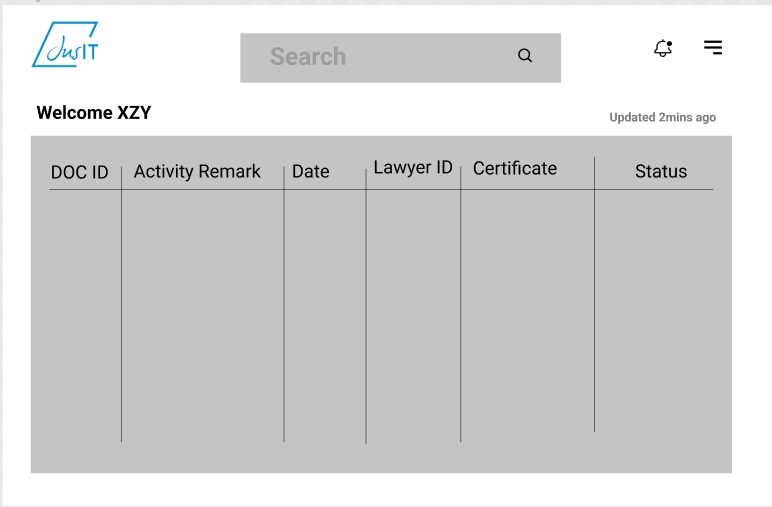 JusIT
Search
Welcome XZY
Updated 2mins ago
DOC ID Activity Remark Date Lawyer ID Certificate Status